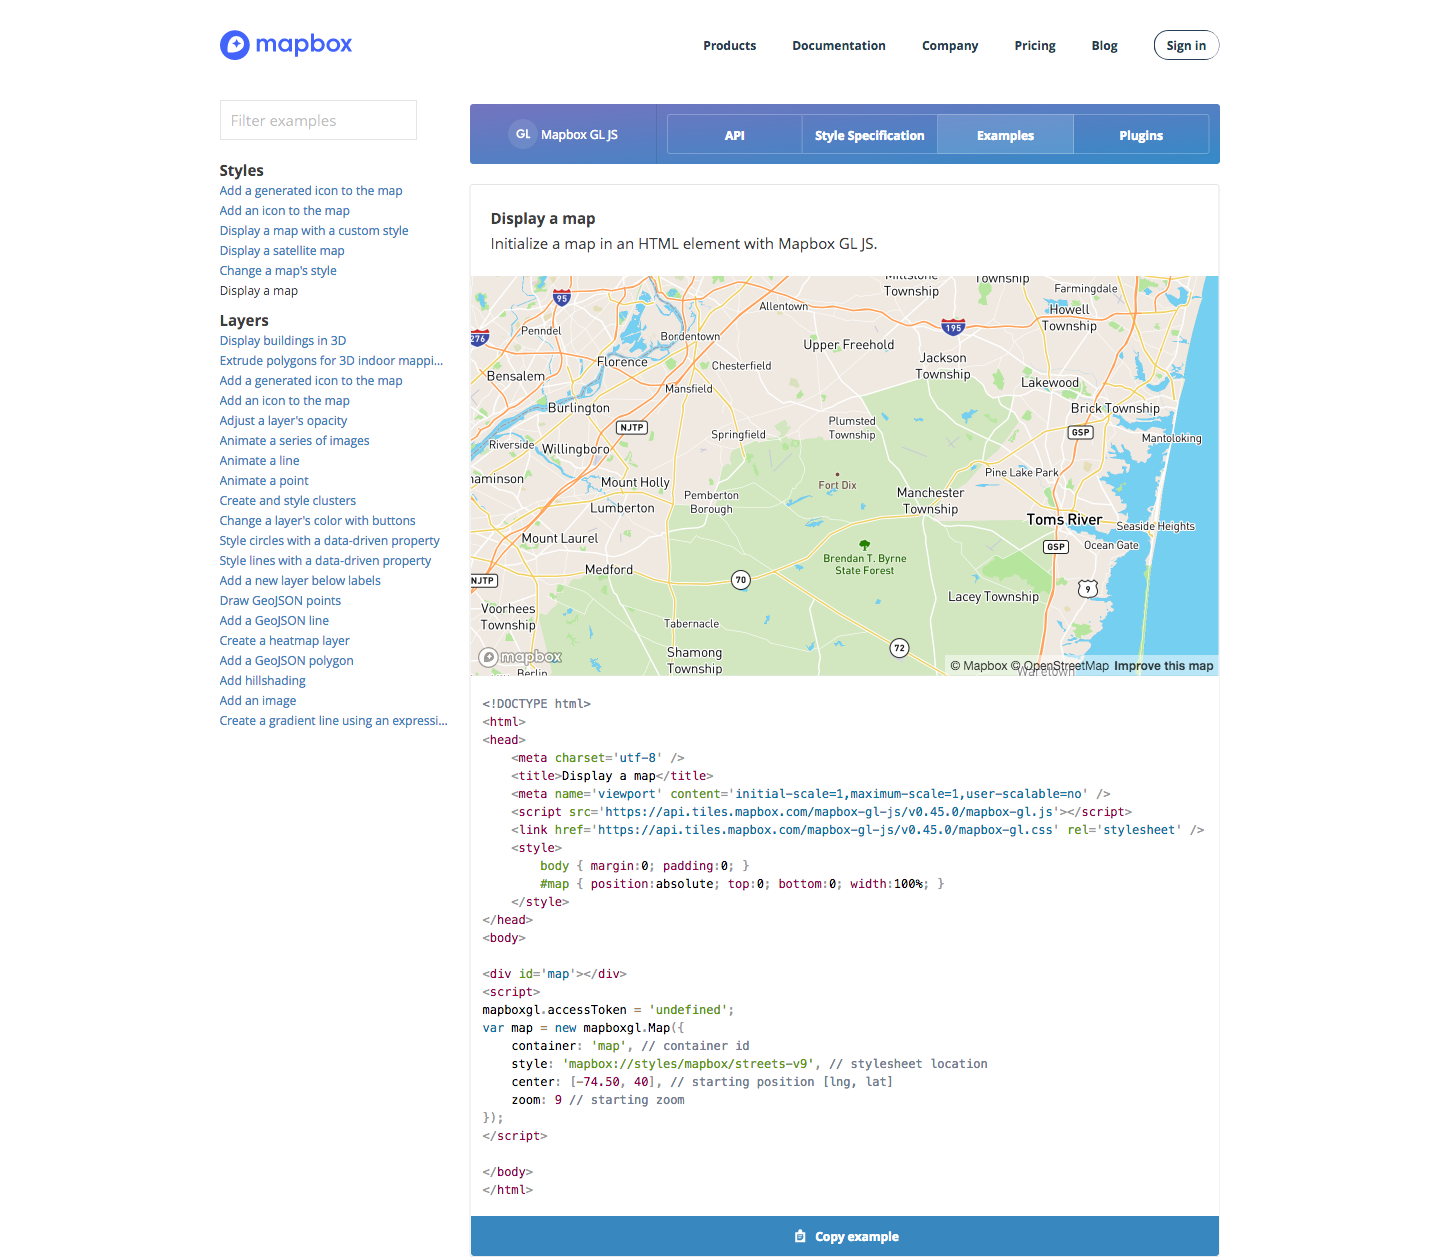 mapbox
Products Documentation Company Pricing Blog Sign in
Filter examples
Styles
Add a generated icon to the map
Add an icon to the map
Display a map with a custom style
Display a satellite map
Change a map's style
Display a map
Layers
Display buildings in 3D
Extrude polygons for 3D indoor mappi...
Add a generated icon to the map
Add an icon to the map
Adjust a layer's opacity
Animate a series of images
Animate a line
Animate a point
Create and style clusters
Change a layer's color with buttons
Style circles with a data-driven property
Style lines with a data-driven property
Add a new layer below labels
Draw GeoJSON points
Add a GeoJSON line
Create a heatmap layer
Add a GeoJSON polygon
Add hillshading
Add an image
Create a gradient line using an expressi...
GL Mapbox GL JS
API Style Specification Examples Plugins
Display a map
Initialize a map in an HTML element with Mapbox GL JS.
Millstone
Township
Township
Farmingdale
95
Allentown
Howell
Township
195
Penndel
276
Bordentown
Upper Freehold
Jackson
Township
Florence
Chesterfield
Bensalem
Mansfield
Lakewood
Burlington
Brick Township
NJTP
Plumsted
Township
GSP
Springfield
Mantoloking
Riverside
Willingboro
Pine Lake Park
haminson
Mount Holly
Fort Dix
Pemberton
Borough
Manchester
Township
Lumberton
Toms River
Seaside Heights
Mount Laurel
GSP
Ocean Gate
Brendan T. Byrne
State Forest
Medford
NJTP
70
9
Lacey Township
Voorhees
Township
Tabernacle
72
Shamong
Township
mapbox
Berlin
Waretown
© Mapbox © OpenStreetMap Improve this map
<!DOCTYPE html>
<html>
<head>
    <meta charset='utf-8' />
    <title>Display a map</title>
    <meta name='viewport' content='initial-scale=1,maximum-scale=1,user-scalable=no' />
    <script src='https://api.tiles.mapbox.com/mapbox-gl-js/v0.45.0/mapbox-gl.js'></script>
    <link href='https://api.tiles.mapbox.com/mapbox-gl-js/v0.45.0/mapbox-gl.css' rel='stylesheet' />
    <style>
        body { margin:0; padding:0; }
        #map { position:absolute; top:0; bottom:0; width:100%; }
    </style>
</head>
<body>
<div id='map'></div>
<script>
mapboxgl.accessToken = 'undefined';
var map = new mapboxgl.Map({
    container: 'map', // container id
    style: 'mapbox://styles/mapbox/streets-v9', // stylesheet location
    center: [-74.50, 40], // starting position [lng, lat]
    zoom: 9 // starting zoom
});
</script>
</body>
</html>
Copy example